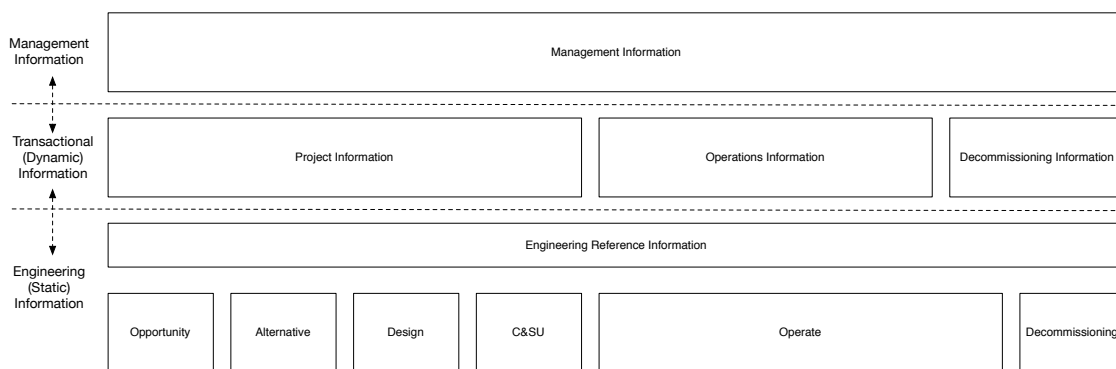 Management
Information
Management Information
Transactional
(Dynamic)
Information
Project Information
Operations Information
Decommissioning Information
Engineering Reference Information
Engineering
(Static)
Information
Opportunity
Alternative
Design
C&SU
Operate
Decommissioning